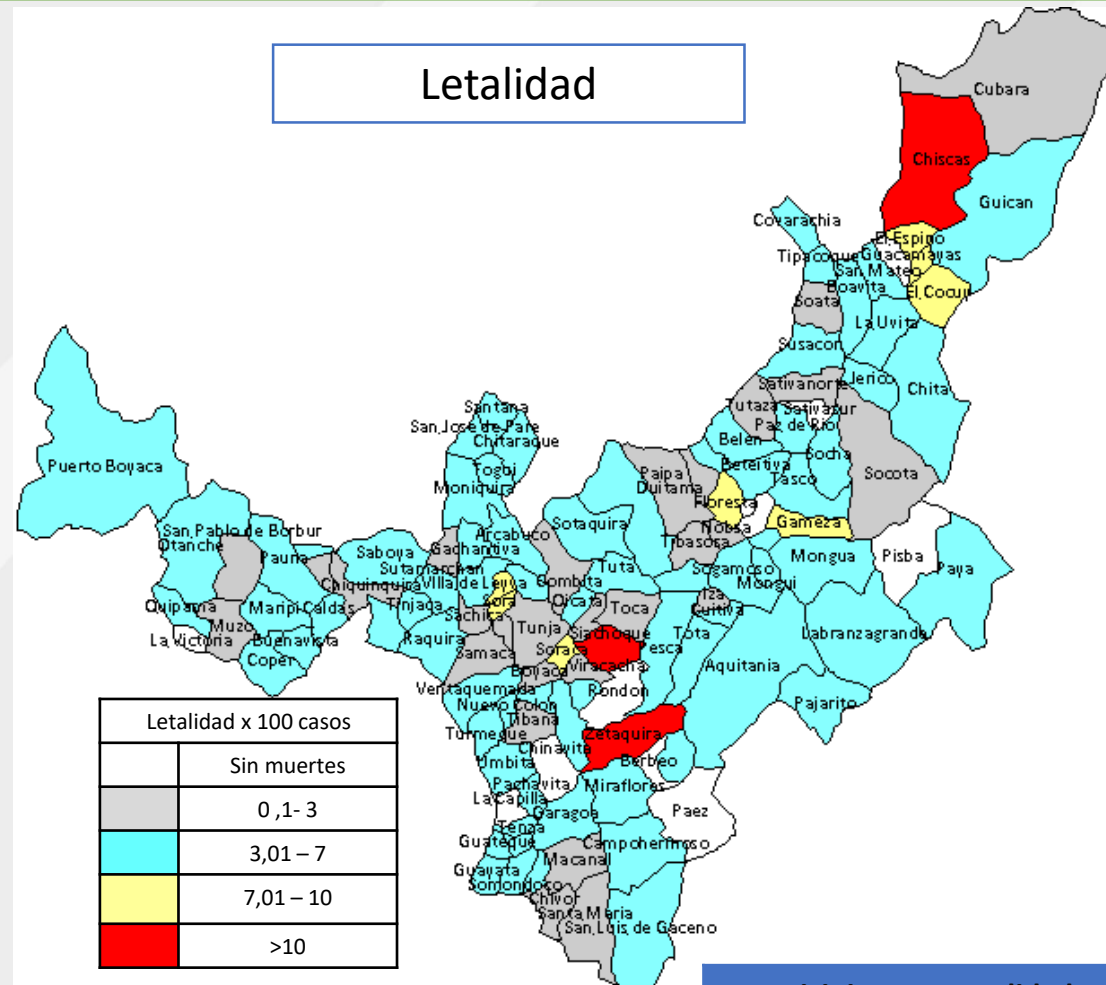 Letalidad
Cubara
Chiscas
Guican
Covarachia
El Espino
Tipacoque
Guacamayas
San Mateo
Boavita
El Cocuy
Soata
La Uvita
Susacon
Sativanorte
Jerico
Chita
Tutaza
Sativasur
Paz de Rio
Santana
San Jose de Pare
Chitaraque
Belen
Socha
Puerto Boyaca
Togui
Moniquira
Paipa
Duitama
Beteitiva
Tasco
Socota
Floresta
San Pablo de Borbur
Otanche
Pauna
Saboya
Arcabuco
Sotaquira
Nobsa
Gameza
Tibasosa
Gachantiva
Sutamarchan
Villa de Leyva
Combita
Tuta
Sogamoso
Mongua
Mongui
Pisba
Paya
Chiquinquira
Tinjaca
Sora
Oicata
Toca
Iza
Cuitiva
Quipama
Maripi
Caldas
Sachica
Muzo
La Victoria
Buenavista
Raquira
Tunja
Siachoque
Tota
Labranzagrande
Coper
Samaca
Soraca
Pesca
Aquitania
Boyaca
Viracacha
Ventaquemada
Rondon
Pajarito
Nuevo Colon
Tibana
Turmeque
Zetaquira
Chinavita
Umbita
Berbeo
Pachavita
Miraflores
La Capilla
Paez
Garagoa
Tenza
Guateque
Campohermoso
Macanal
Guayata
Somondoco
Chivor
Santa Maria
San Luis de Gaceno
Letalidad x 100 casos
Sin muertes
0 ,1- 3
3,01 – 7
7,01 – 10
>10